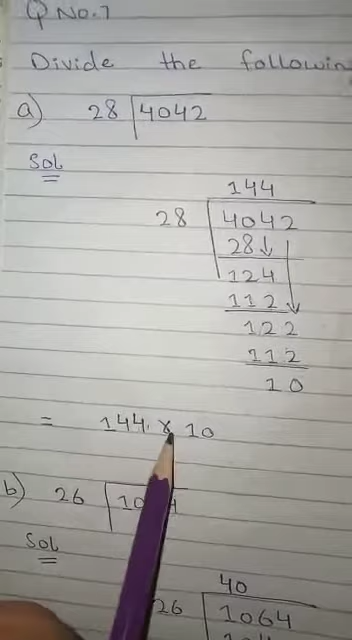 Q No.7
Divide the followin
a) 28 4042
Sol
144
28 4042
28
124
112
122
112
10
= 144. r 10
b) 26
Sol
40
26 1064